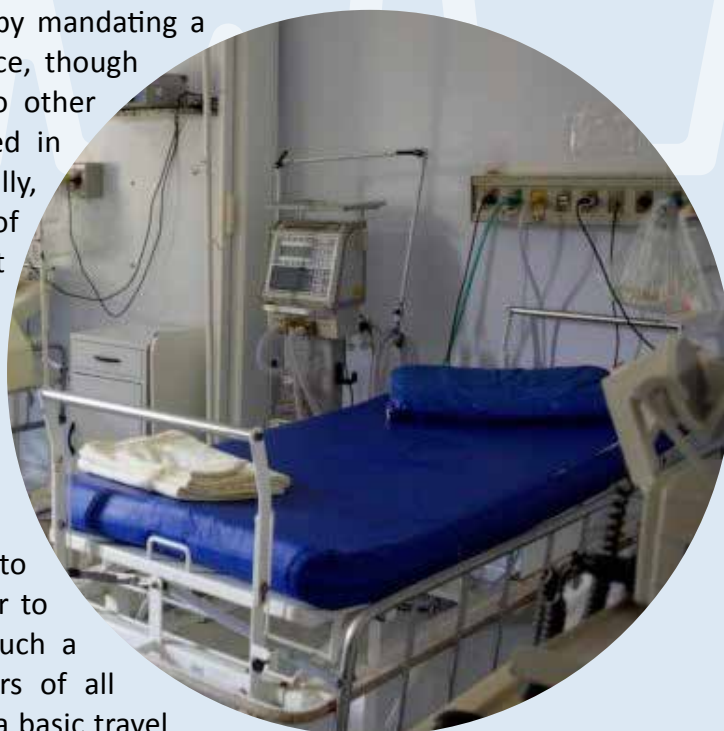 by mandating a
ce, though
o other
ed in
lly,
of
t
to
r to
uch a
rs of all
a basic travel